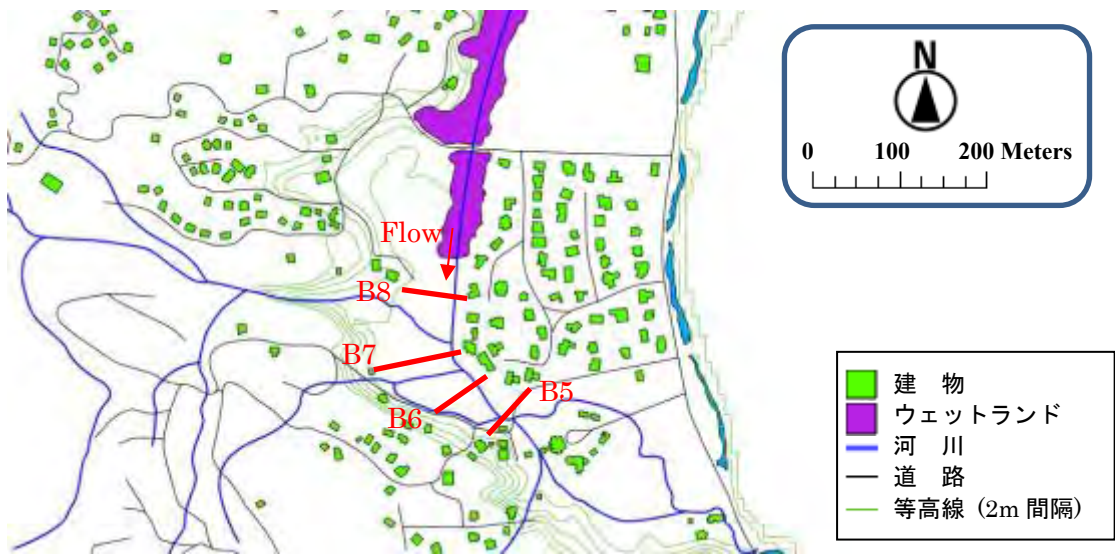 N
0 100 200 Meters
Flow
B8
B7
B6
B5
建 物
ウェットランド
河 川
道 路
等高線 (2m 間隔)